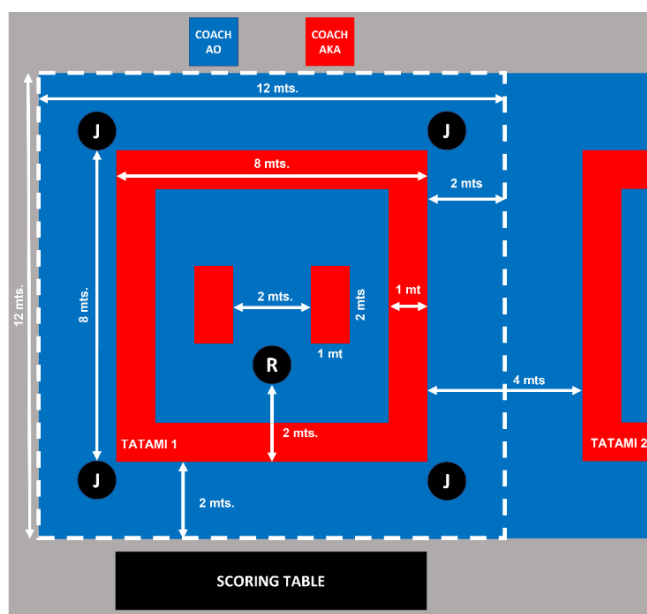 COACH
AO
COACH
AKA
12 mts.
J
J
8 mts.
2 mts
12 mts.
8 mts.
2 mts.
2 mts
1 mt
1 mt
R
4 mts
2 mts.
TATAMI 1
TATAMI 2
J
J
2 mts.
SCORING TABLE